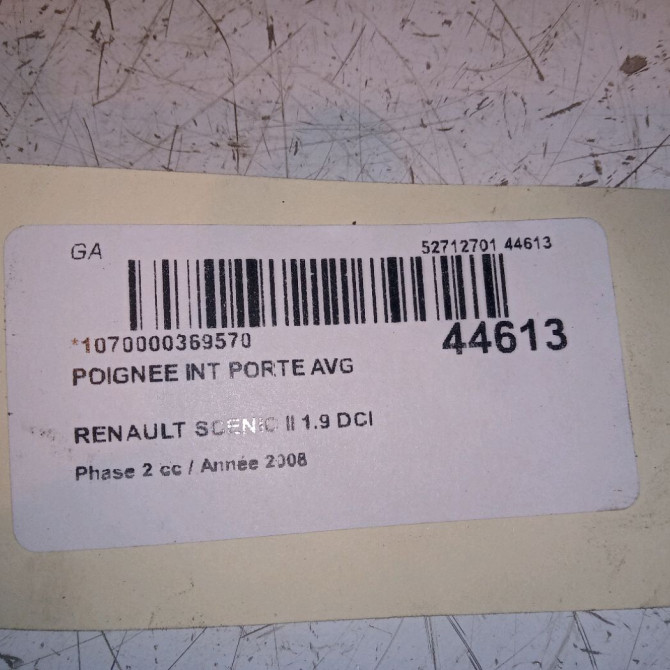 GA 52712701 44613
*1070000369570 44613
POIGNEE INT PORTE AVG
RENAULT SCENIC II 1.9 DCI
Phase 2 cc / Année 2008